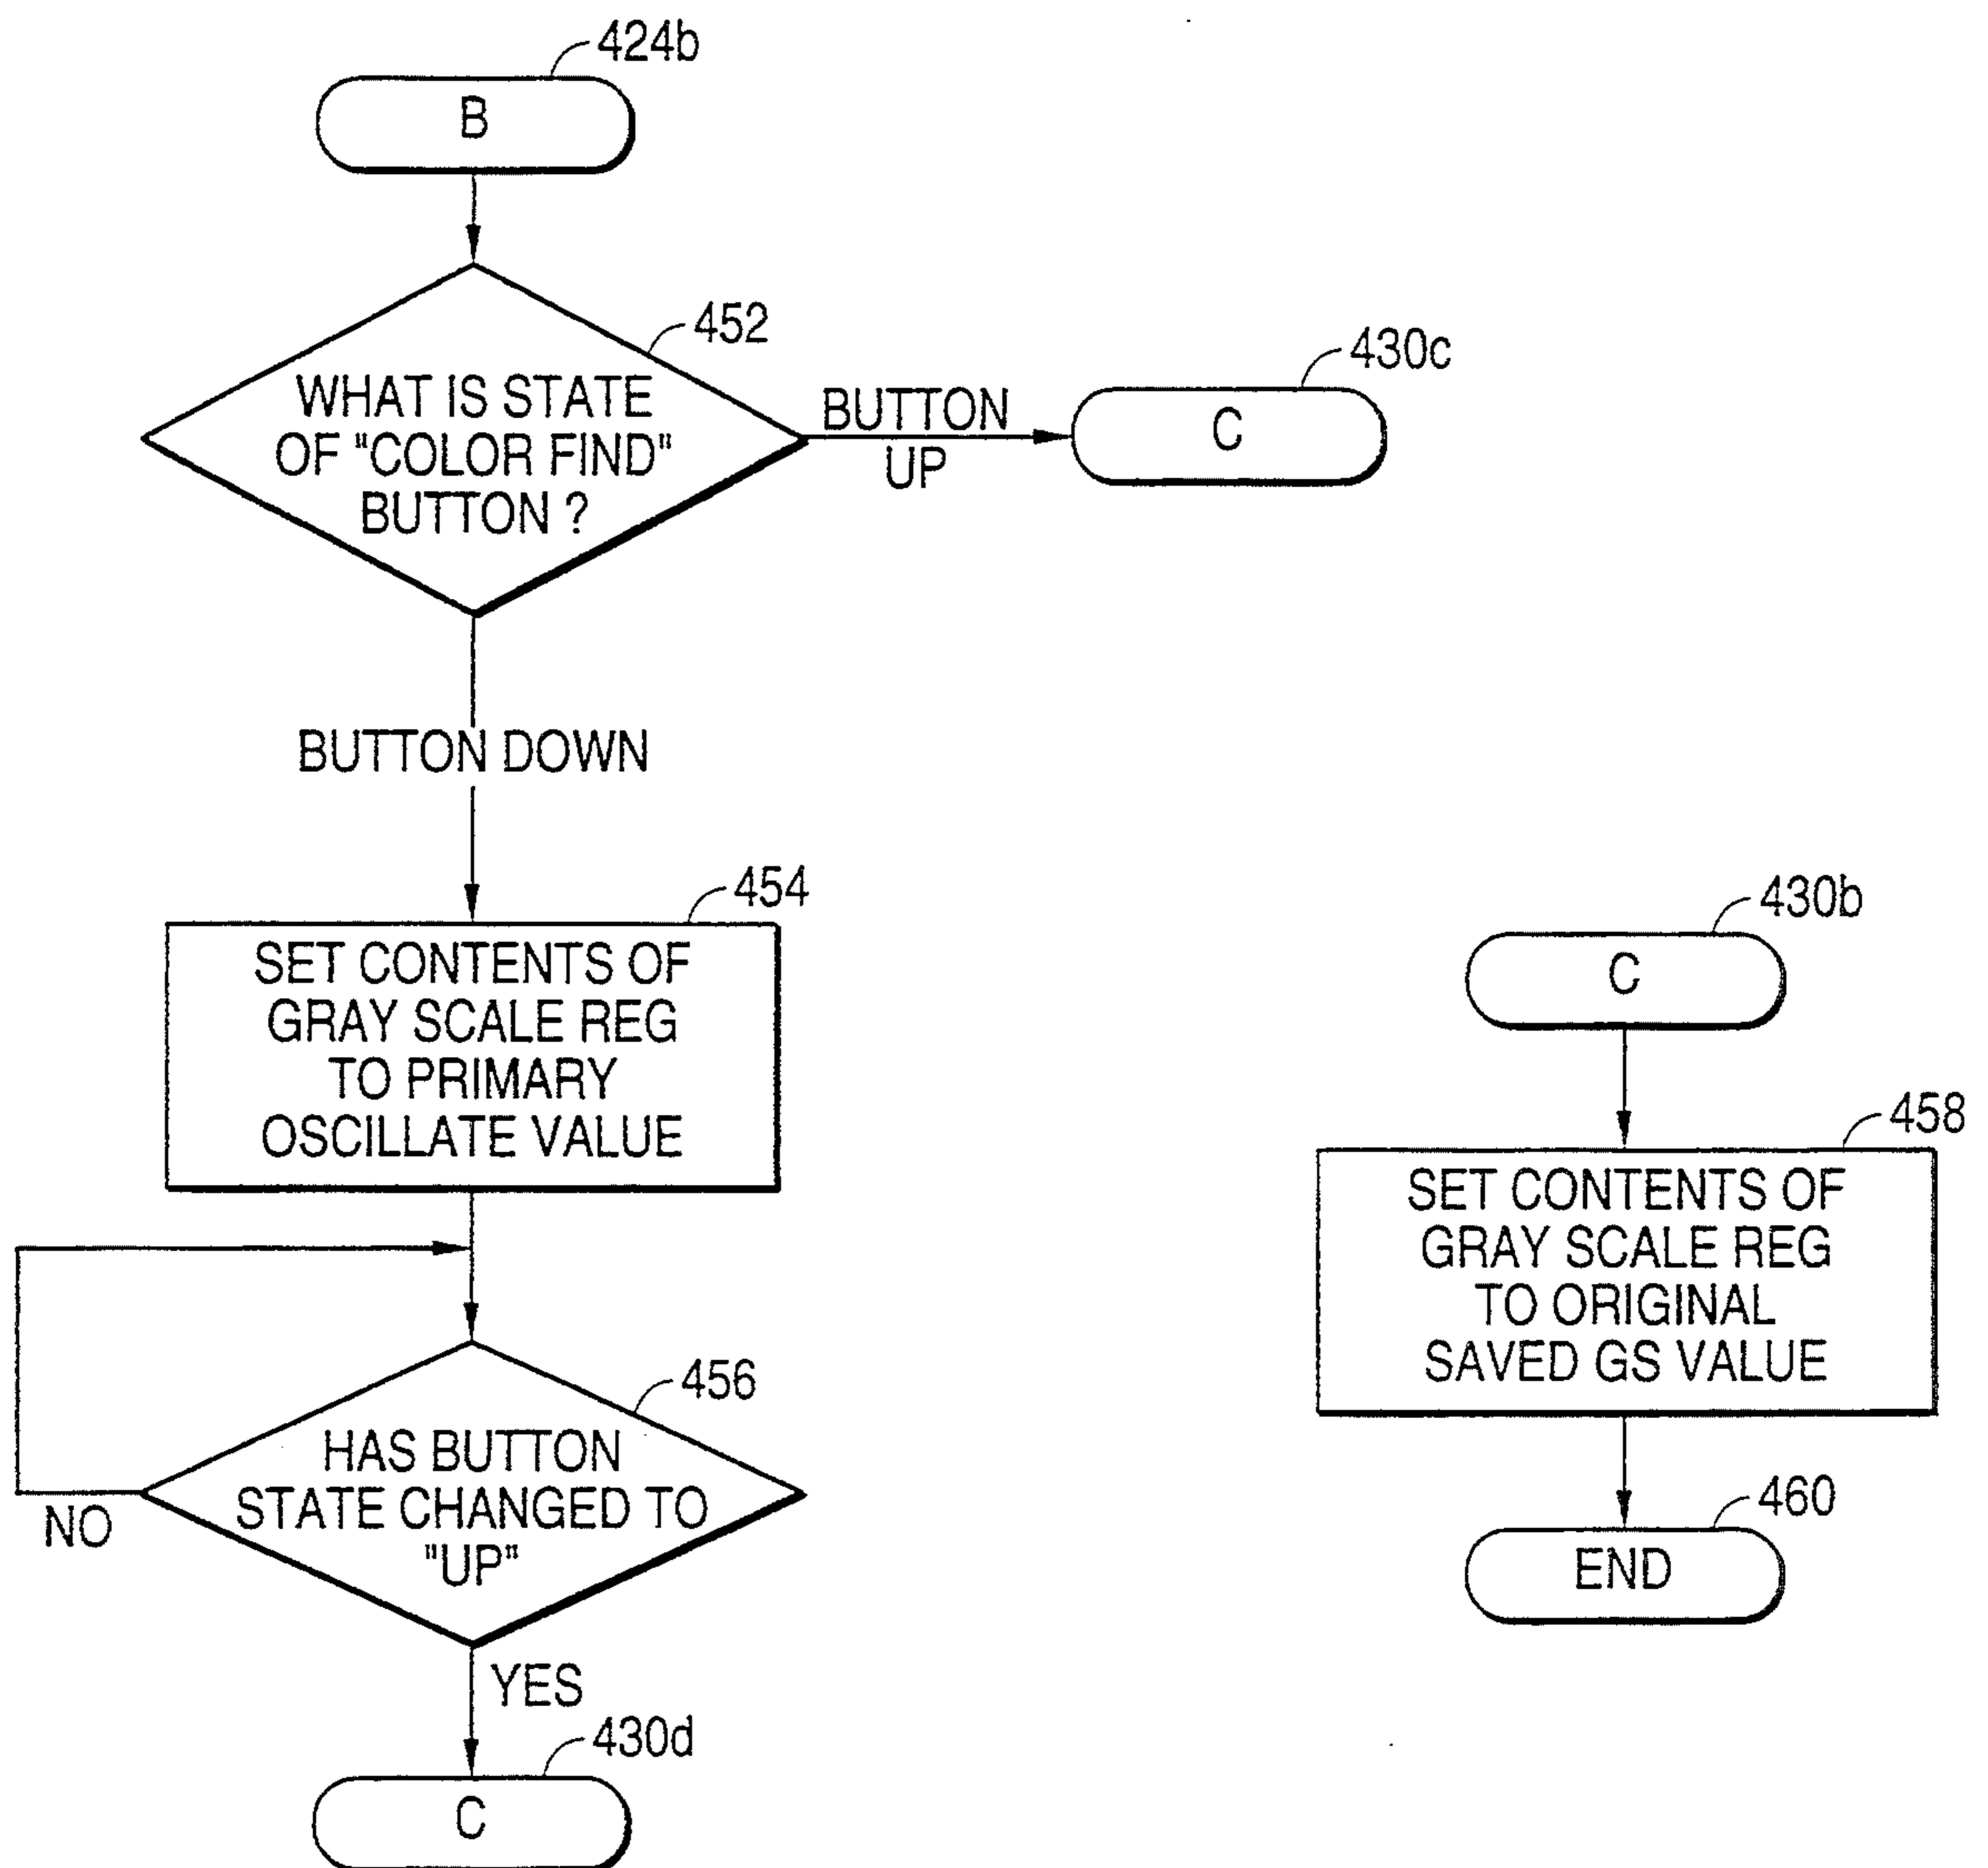 424b
B
452
WHAT IS STATE
OF "COLOR FIND"
BUTTON ?
BUTTON
UP
430c
C
BUTTON DOWN
454
SET CONTENTS OF
GRAY SCALE REG
TO PRIMARY
OSCILLATE VALUE
456
HAS BUTTON
STATE CHANGED TO
"UP"
NO
YES
430d
C
430b
C
458
SET CONTENTS OF
GRAY SCALE REG
TO ORIGINAL
SAVED GS VALUE
460
END